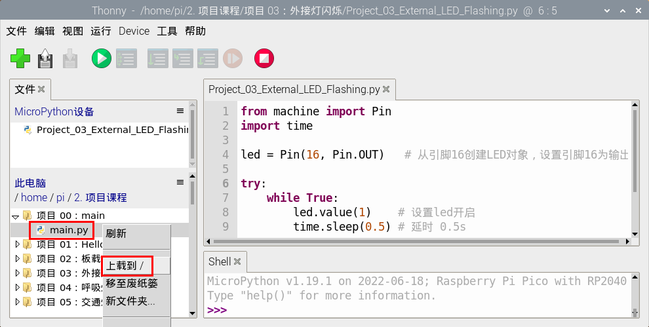 Thonny - /home/pi/2. 项目课程/项目 03：外接灯闪烁/Project_03_External_LED_Flashing.py @ 6 : 5
文件 编辑 视图 运行 Device 工具 帮助
文件
MicroPython设备
Project_03_External_LED_Flashin
此电脑
/ home / pi / 2. 项目课程
项目 00：main
main.py
项目 01：Hello
项目 02：板载
项目 03：外接
项目 04：呼吸
项目 05：交通
刷新
上载到 /
移至废纸篓
新文件夹...
Project_03_External_LED_Flashing.py
1 from machine import Pin
2 import time
3
4 led = Pin(16, Pin.OUT) # 从引脚16创建LED对象，设置引脚16为输出
5
6 try:
7 while True:
8 led.value(1) # 设置led开启
9 time.sleep(0.5) # 延时 0.5s
Shell
MicroPython v1.19.1 on 2022-06-18; Raspberry Pi Pico with RP2040
Type "help()" for more information.
>>>